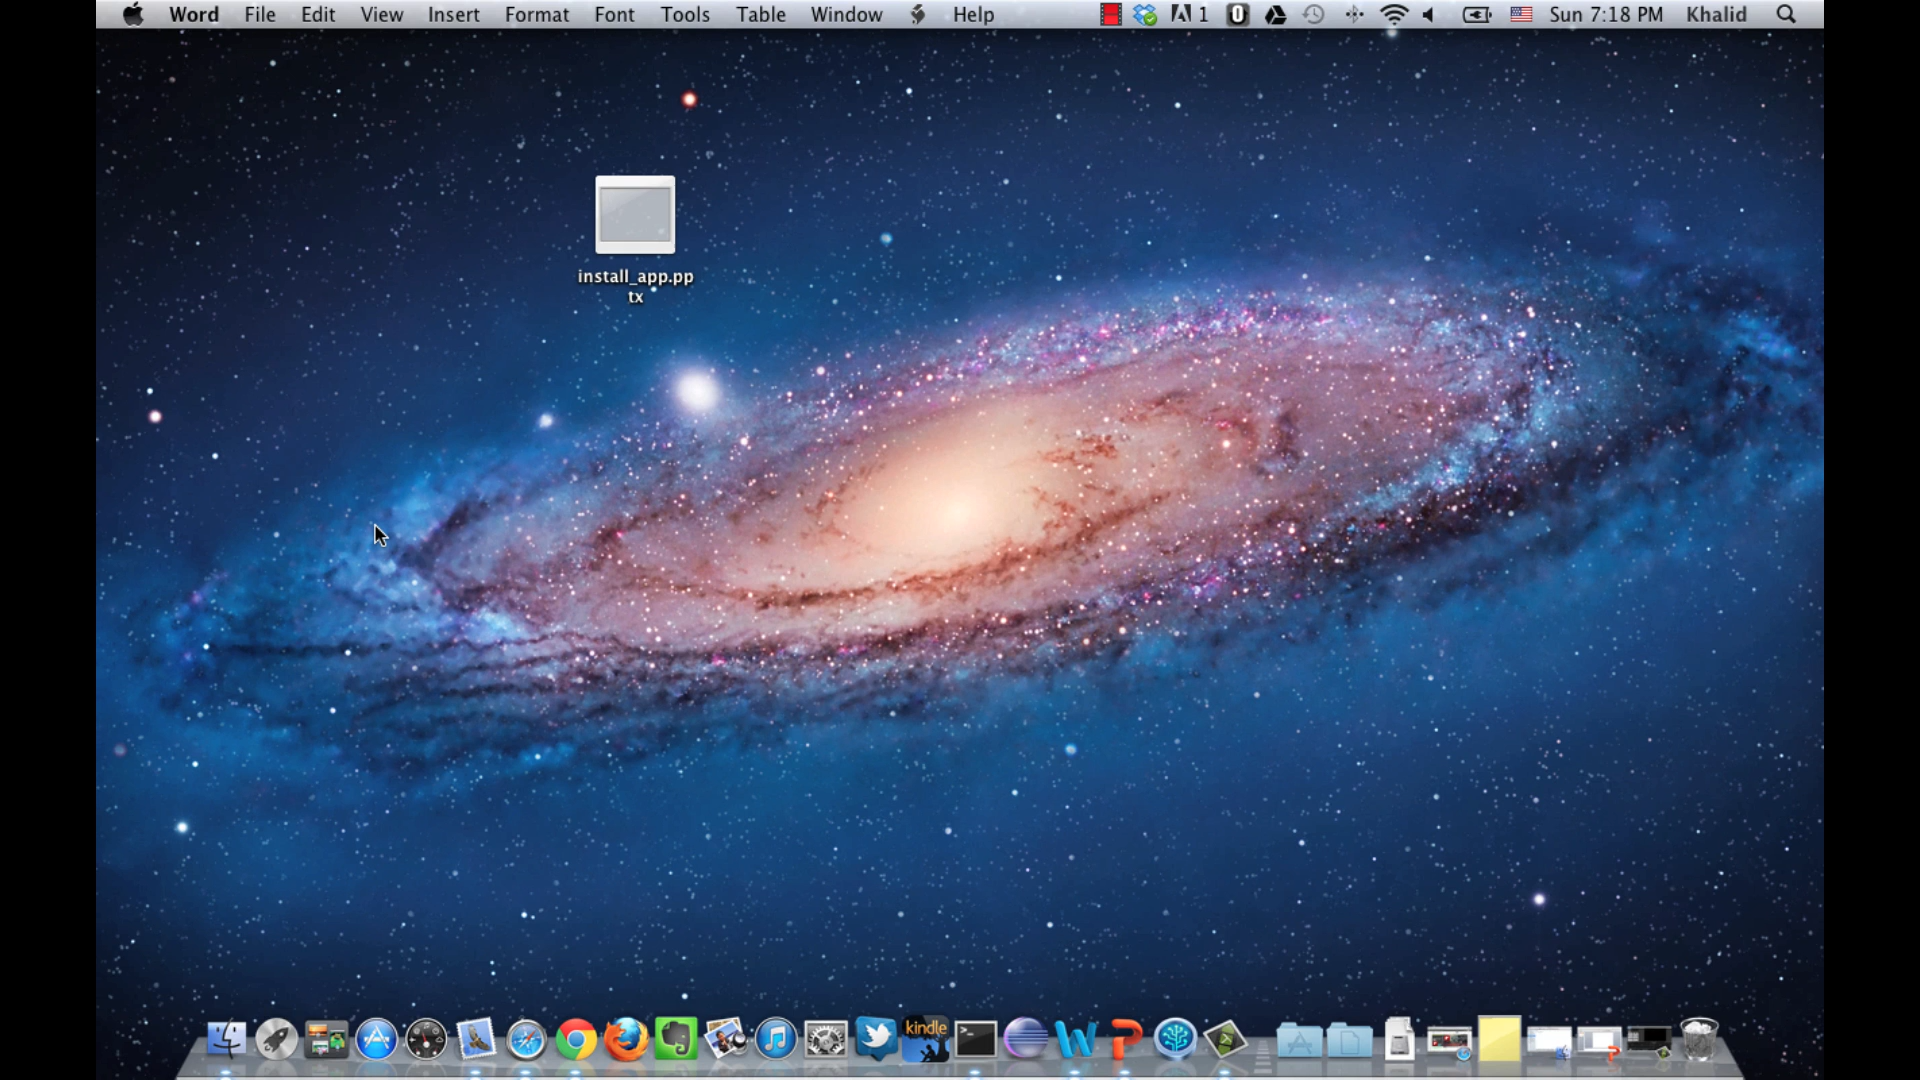 Word File Edit View Insert Format Font Tools Table Window Help 1 Sun 7:18 PM Khalid
install_app.pp
tx
kindle